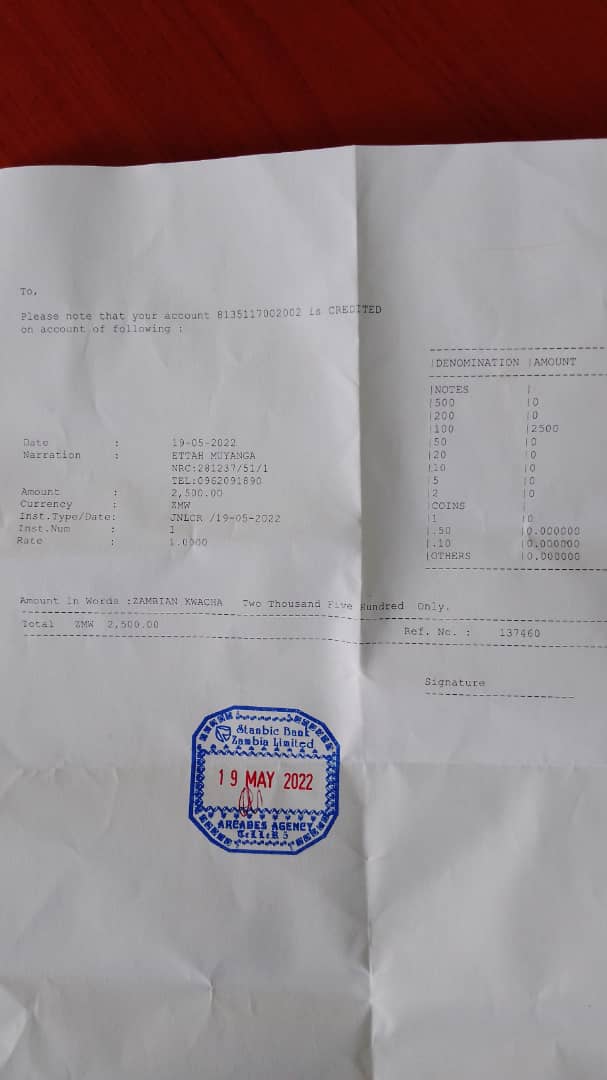 To,
Please note that your account 8135117002002 is CREDITED
on account of following :
|DENOMINATION |AMOUNT
|NOTES |
|500 |0
|200 |0
|100 |2500
|50 |0
|20 |0
|10 |0
|5 |0
|2 |0
|COINS |
|1 |0
|.50 |0.000000
|.10 |0.000000
|OTHERS |0.000000
Date : 19-05-2022
Narration : ETTAH MUYANGA
NRC:281237/51/1
TEL:0962091890
Amount : 2,500.00
Currency : ZMW
Inst.Type/Date: JNLCR /19-05-2022
Inst.Num : 1
Rate : 1.0000
Amount In Words :ZAMBIAN KWACHA Two Thousand Five Hundred Only.
Total ZMW 2,500.00 Ref. No. : 137460
Signature
Stanbic Bank
Zambia Limited
19 MAY 2022
ARCADES AGENCY
TeLLeR 5